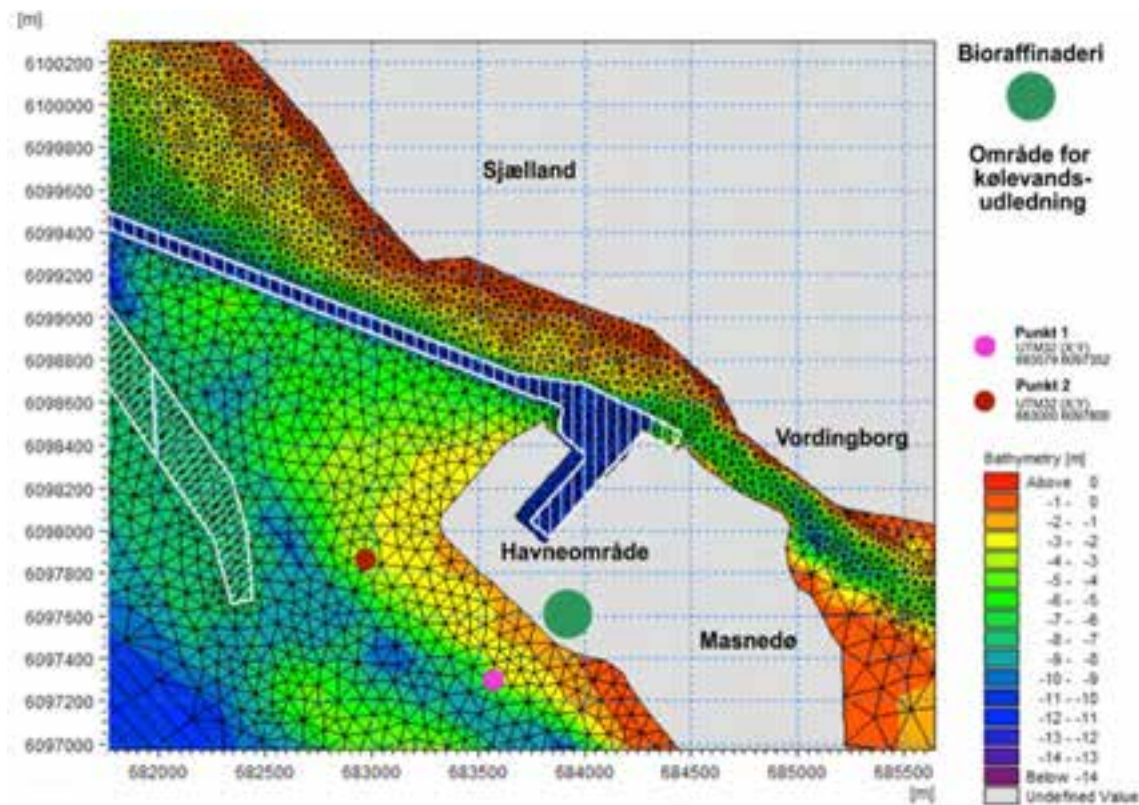 [m]
6100200
6100000
6099800
6099600
6099400
6099200
6099000
6098800
6098600
6098400
6098200
6098000
6097800
6097600
6097400
6097200
6097000
682000
682500
683000
683500
684000
684500
685000
685500
[m]
Sjælland
Vordingborg
Havneområde
Masnedø
Bioraffinaderi
Område for
kølevands-
udledning
Punkt 1
UTM32 (X:Y)
Punkt 2
UTM32 (X:Y)
Bathymetry [m]
Above 0
-1 - 0
-2 - -1
-3 - -2
-4 - -3
-5 - -4
-6 - -5
-7 - -6
-8 - -7
-9 - -8
-10 - -9
-11 - -10
-12 - -11
-13 - -12
-14 - -13
Below -14
Undefined Value